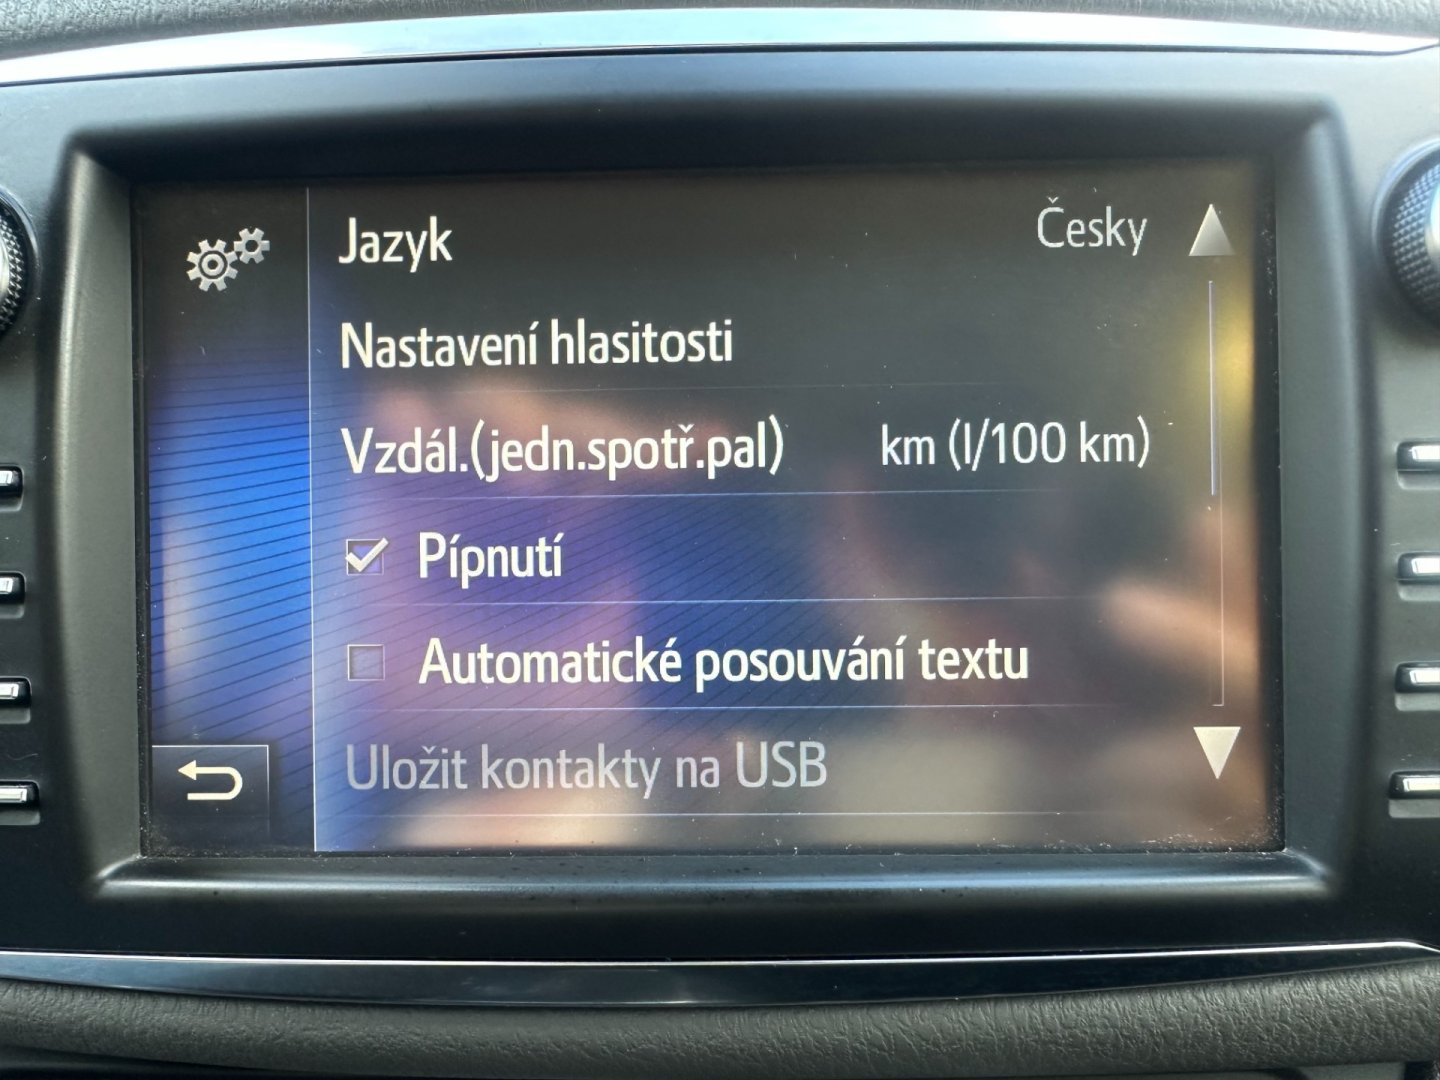 Jazyk Česky
Nastavení hlasitosti
Vzdál.(jedn.spotř.pal) km (l/100 km)
Pípnutí
Automatické posouvání textu
Uložit kontakty na USB